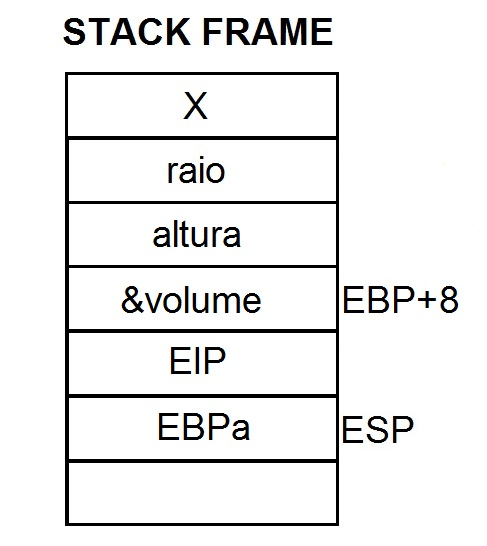 STACK FRAME
X
raio
altura
&volume EBP+8
EIP
EBPa ESP